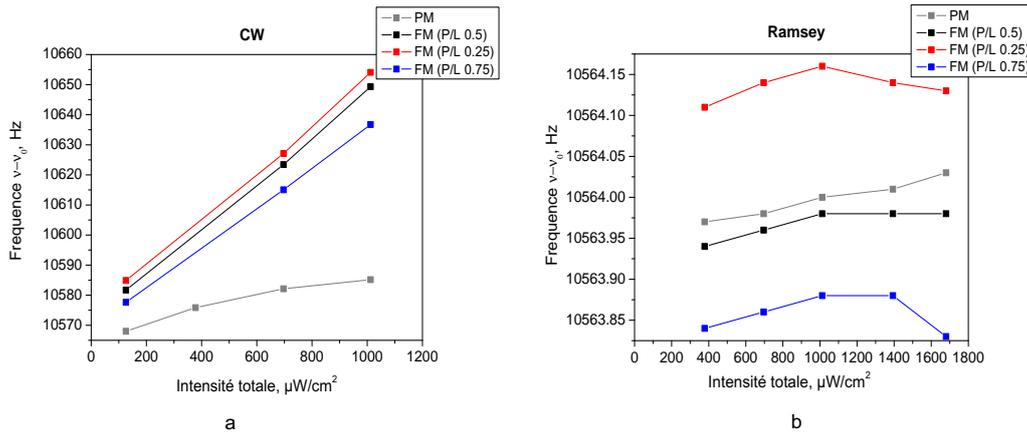 CW
PM
FM (P/L 0.5)
FM (P/L 0.25)
FM (P/L 0.75)
10660
10650
10640
10630
10620
10610
10600
10590
10580
10570
Frequence ν−ν0, Hz
0 200 400 600 800 1000 1200
Intensité totale, µW/cm2
a
Ramsey
PM
FM (P/L 0.5)
FM (P/L 0.25)
FM (P/L 0.75)
10564.15
10564.10
10564.05
10564.00
10563.95
10563.90
10563.85
Frequence ν−ν0, Hz
0 200 400 600 800 1000 1200 1400 1600 1800
Intensité totale, µW/cm2
b